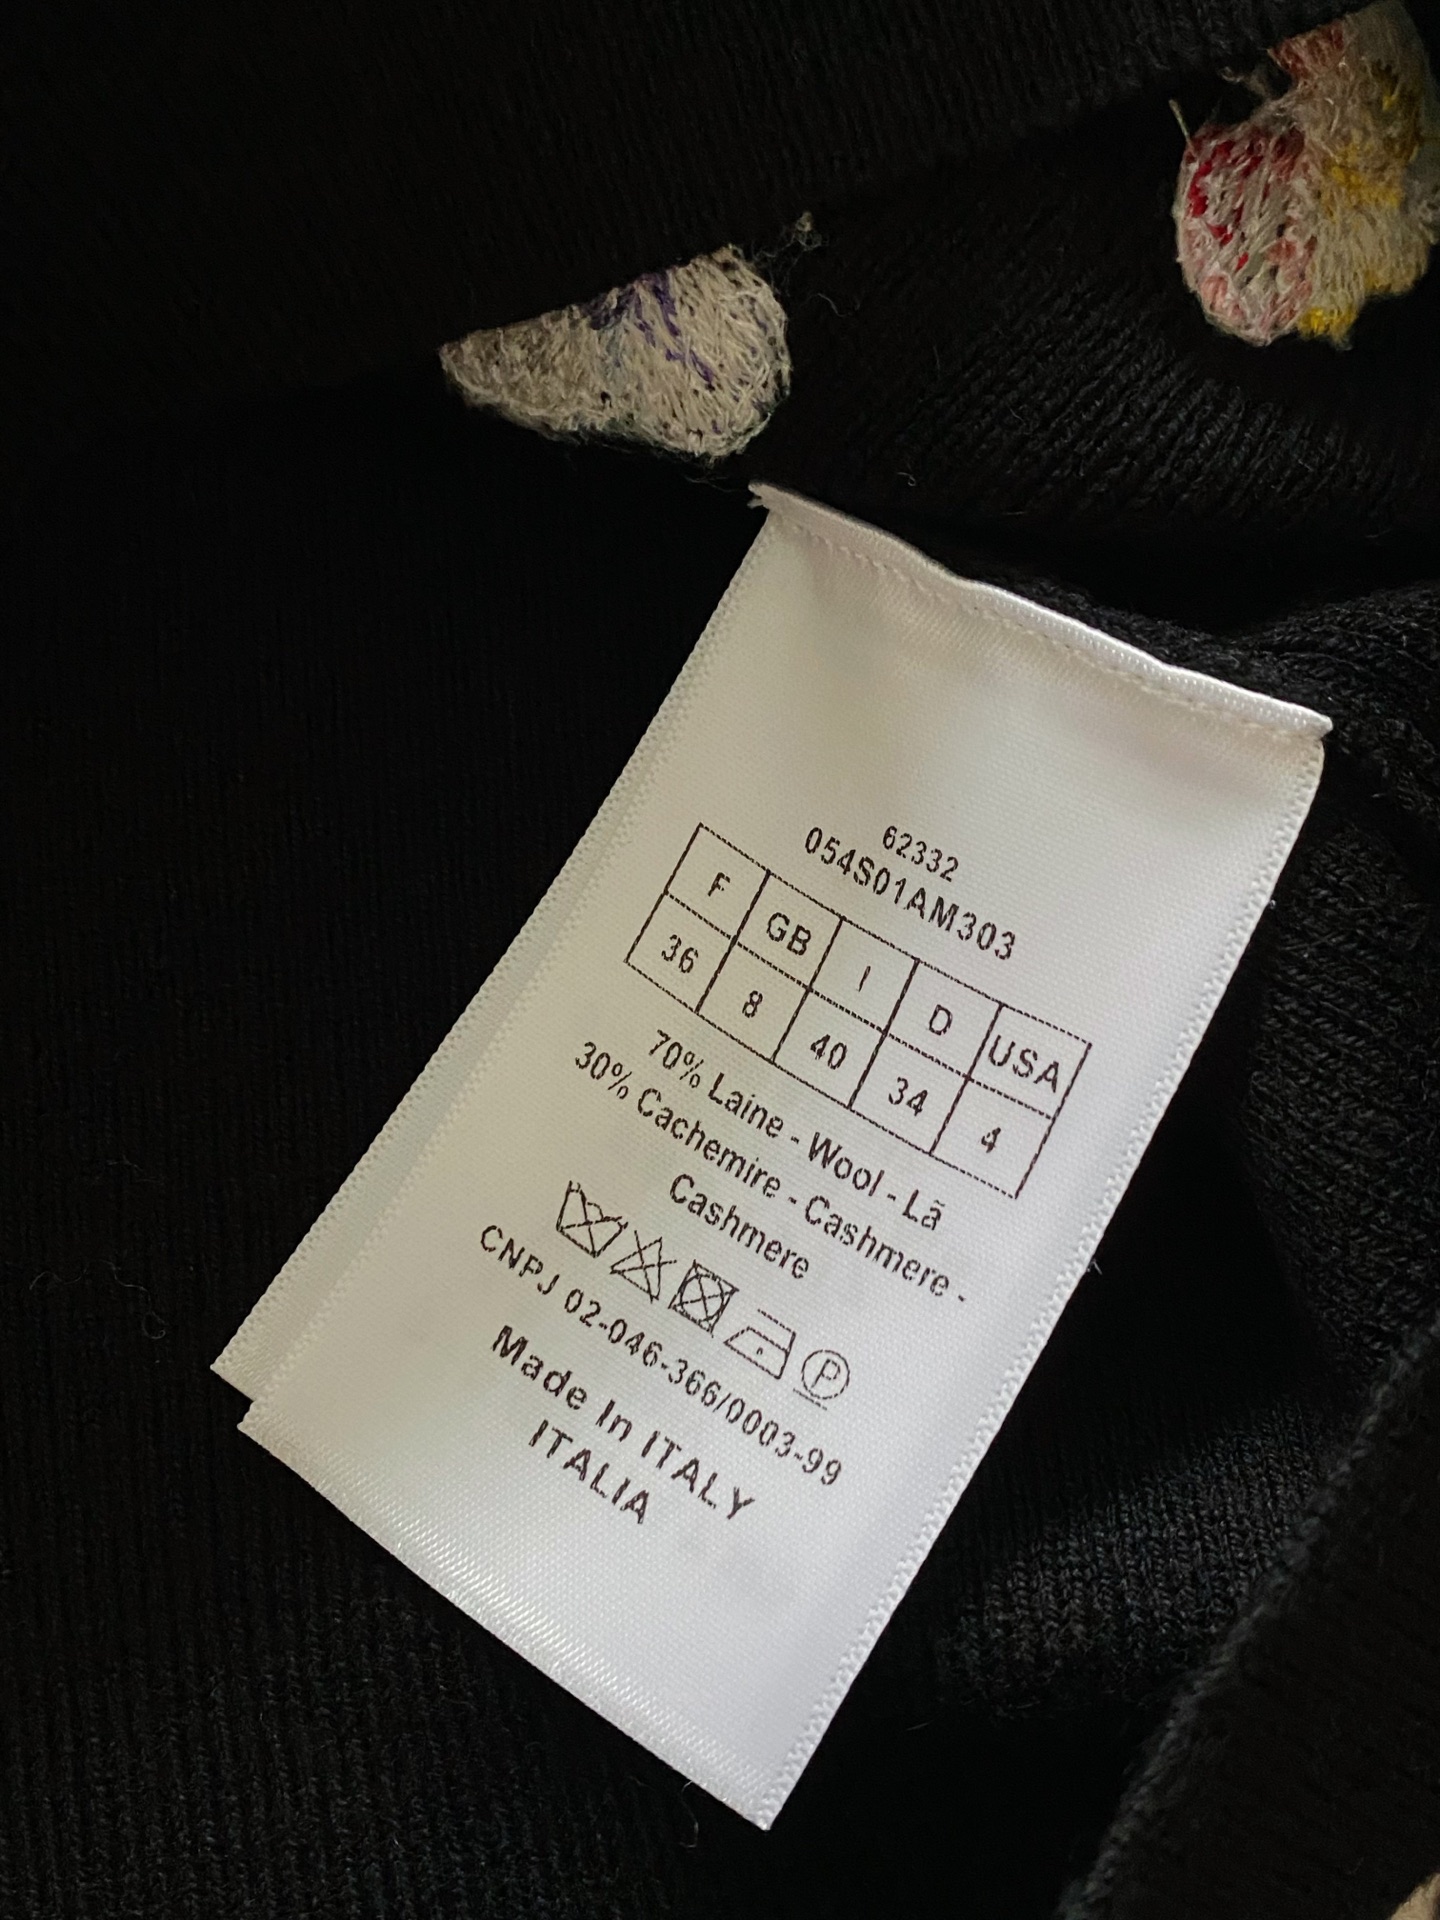 62332
054S01AM303
F GB I D USA
36 8 40 34 4
70% Laine - Wool - Lã
30% Cachemire - Cashmere -
Cashmere
P
CNPJ 02-046-366/0003-99
Made In ITALY
ITALIA